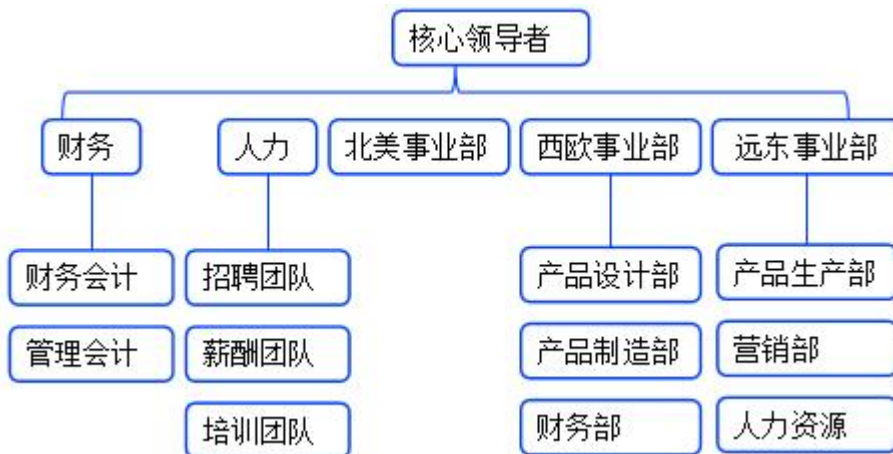 核心领导者
财务
人力
北美事业部
西欧事业部
远东事业部
财务会计
招聘团队
产品设计部
产品生产部
管理会计
薪酬团队
产品制造部
营销部
培训团队
财务部
人力资源